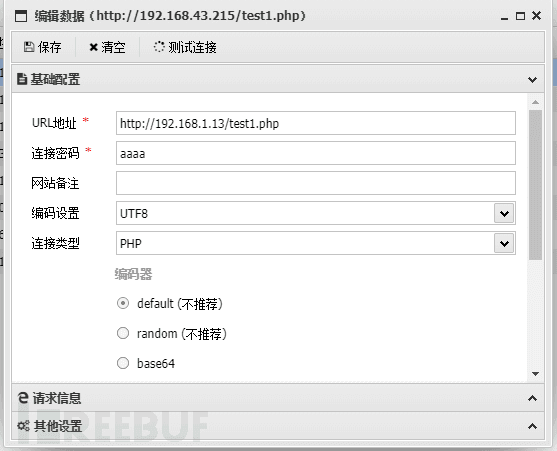 编辑数据 (http://192.168.43.215/test1.php)
保存 清空 测试连接
基础配置
URL地址 * http://192.168.1.13/test1.php
连接密码 * aaaa
网站备注
编码设置 UTF8
连接类型 PHP
编码器
default (不推荐)
random (不推荐)
base64
请求信息
其他设置
FREEBUF